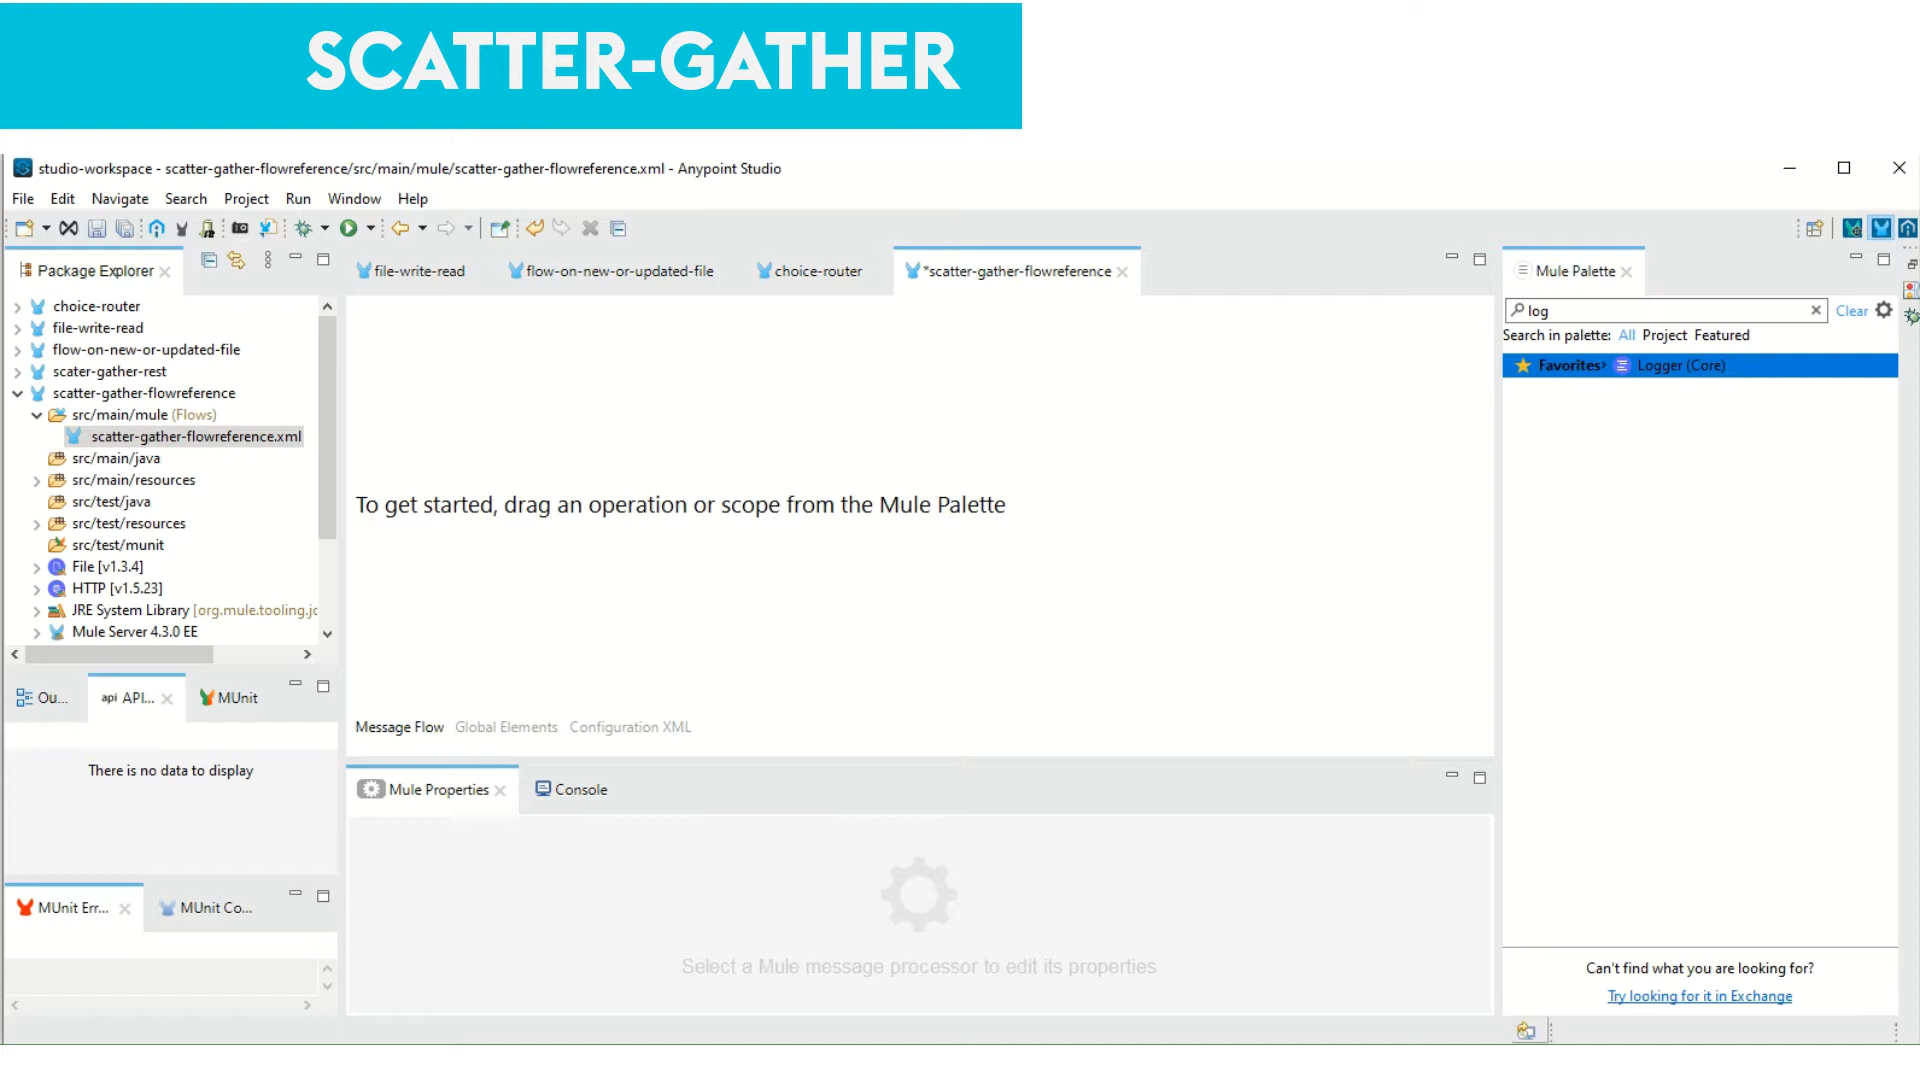 SCATTER-GATHER
studio-workspace - scatter-gather-flowreference/src/main/mule/scatter-gather-flowreference.xml - Anypoint Studio
File Edit Navigate Search Project Run Window Help
Package Explorer
choice-router
file-write-read
flow-on-new-or-updated-file
scater-gather-rest
scatter-gather-flowreference
src/main/mule (Flows)
scatter-gather-flowreference.xml
src/main/java
src/main/resources
src/test/java
src/test/resources
src/test/munit
File [v1.3.4]
HTTP [v1.5.23]
JRE System Library [org.mule.tooling.jc
Mule Server 4.3.0 EE
Ou... api API... MUnit
There is no data to display
MUnit Err... MUnit Co...
file-write-read flow-on-new-or-updated-file choice-router *scatter-gather-flowreference
To get started, drag an operation or scope from the Mule Palette
Message Flow Global Elements Configuration XML
Mule Properties Console
Select a Mule message processor to edit its properties
Mule Palette
log Clear
Search in palette: All Project Featured
Favorites› Logger (Core)
Can't find what you are looking for?
Try looking for it in Exchange